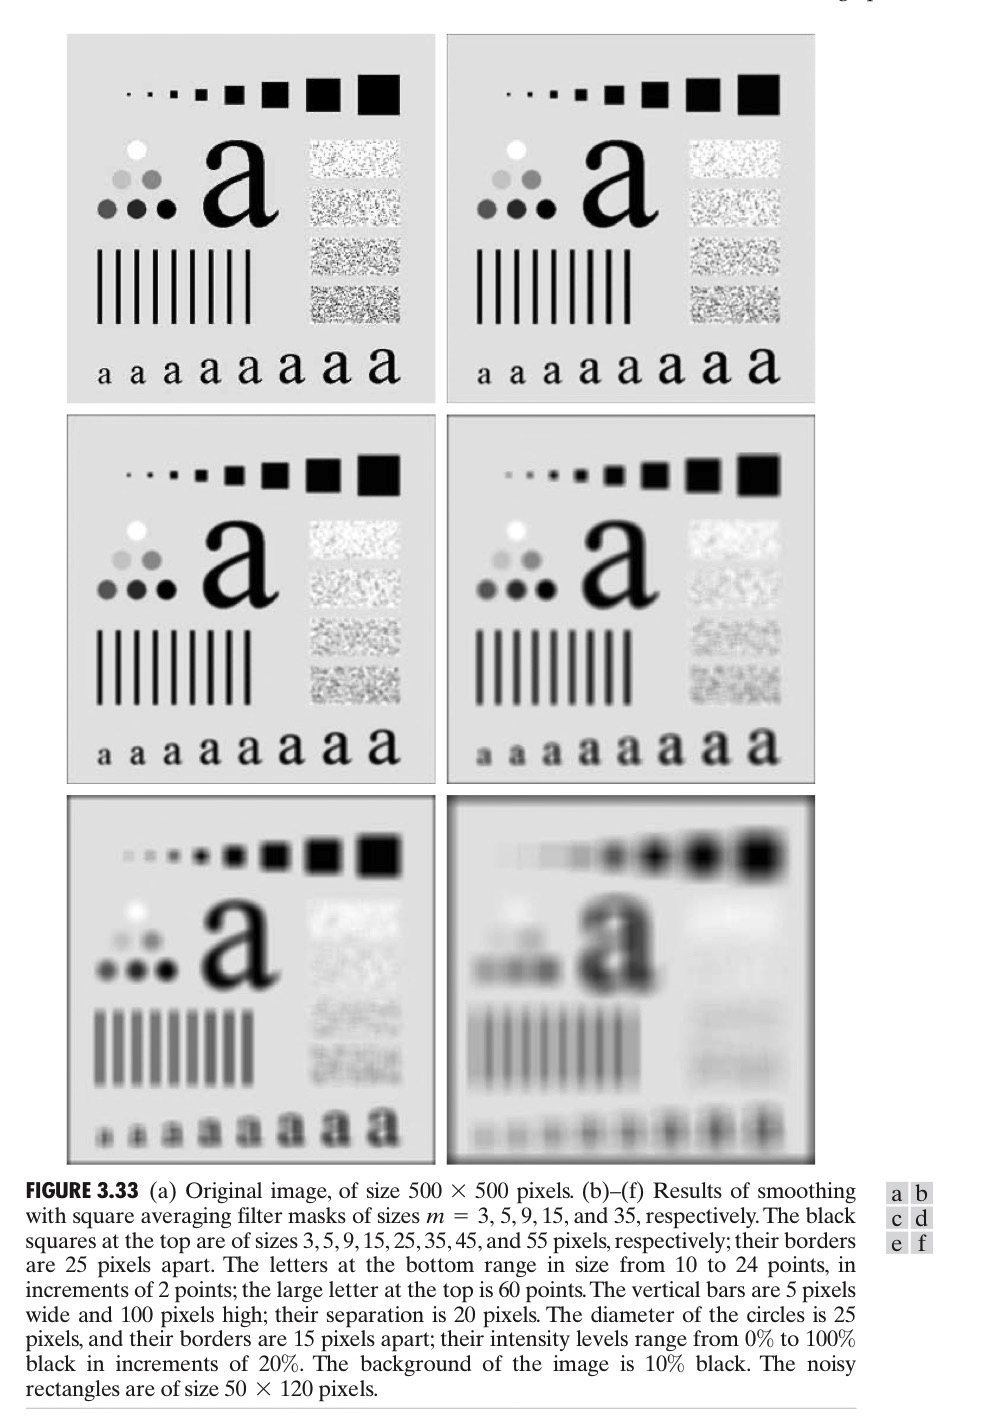 a
a a a a a a a a
a
a a a a a a a a
a
a a a a a a a a
a
a a a a a a a a
a
a a a a a a a a
a
FIGURE 3.33 (a) Original image, of size 500 × 500 pixels. (b)–(f) Results of smoothing
with square averaging filter masks of sizes m = 3, 5, 9, 15, and 35, respectively. The black
squares at the top are of sizes 3, 5, 9, 15, 25, 35, 45, and 55 pixels, respectively; their borders
are 25 pixels apart. The letters at the bottom range in size from 10 to 24 points, in
increments of 2 points; the large letter at the top is 60 points. The vertical bars are 5 pixels
wide and 100 pixels high; their separation is 20 pixels. The diameter of the circles is 25
pixels, and their borders are 15 pixels apart; their intensity levels range from 0% to 100%
black in increments of 20%. The background of the image is 10% black. The noisy
rectangles are of size 50 × 120 pixels.
a b
c d
e f